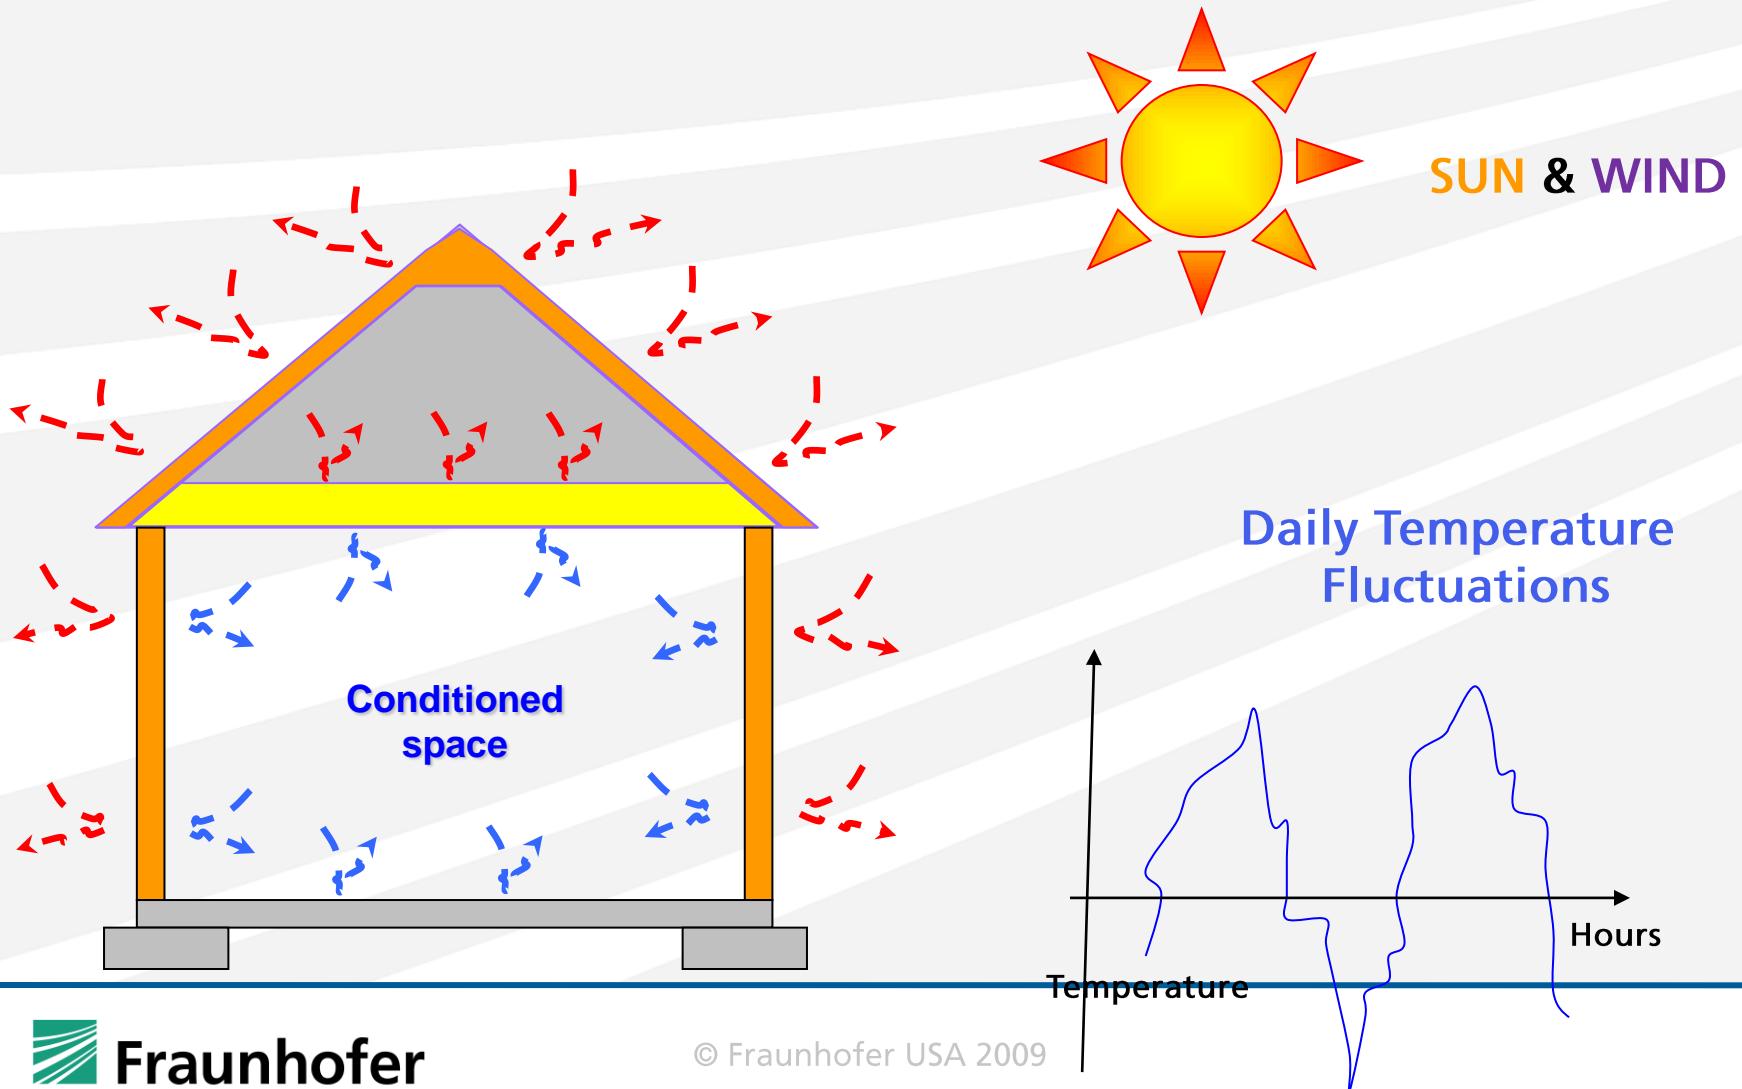 SUN & WIND
Daily Temperature
Fluctuations
Conditioned
space
Hours
Temperature
Fraunhofer
© Fraunhofer USA 2009